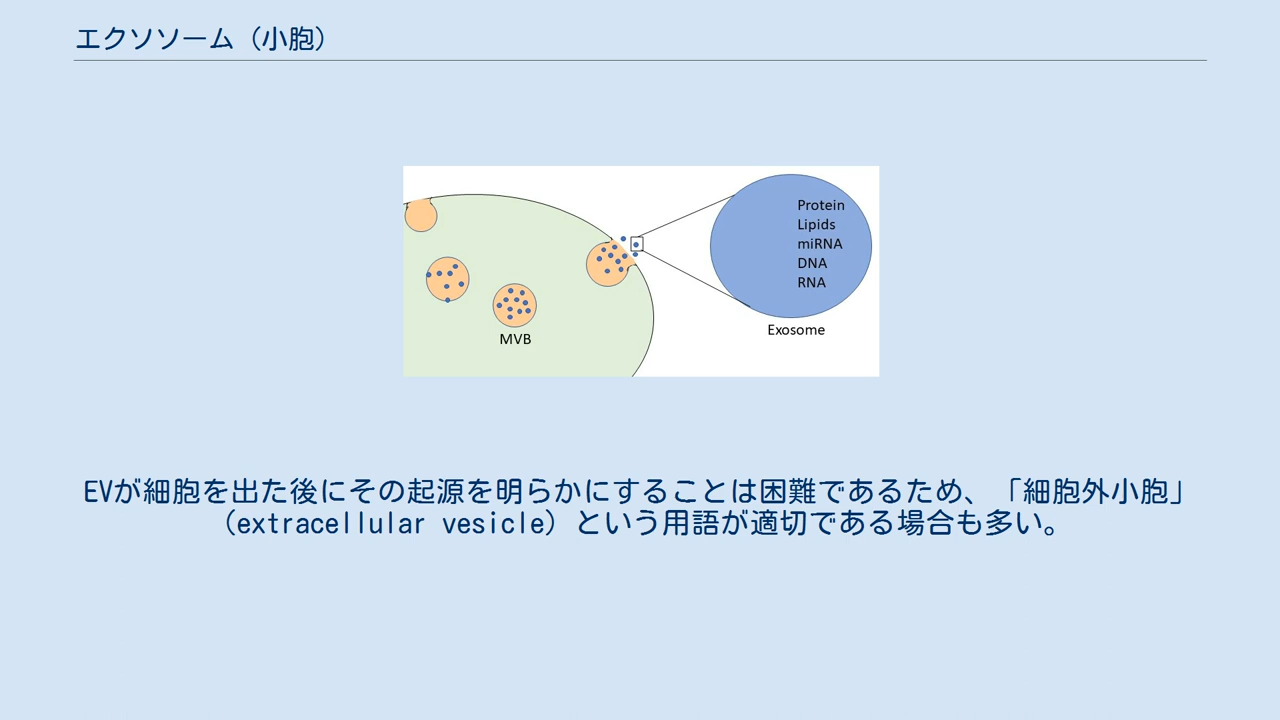 エクソソーム（小胞）
Protein
Lipids
miRNA
DNA
RNA
Exosome
MVB
EVが細胞を出た後にその起源を明らかにすることは困難であるため、「細胞外小胞」
（extracellular vesicle）という用語が適切である場合も多い。